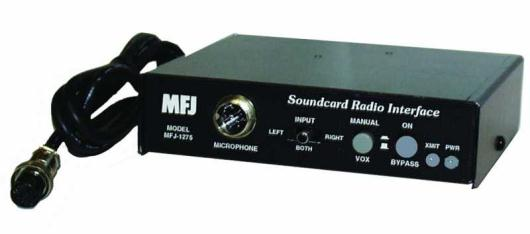 MFJ
Soundcard Radio Interface
MODEL
MFJ-1275
MICROPHONE
INPUT
LEFT
RIGHT
BOTH
MANUAL
VOX
ON
BYPASS
XMIT PWR